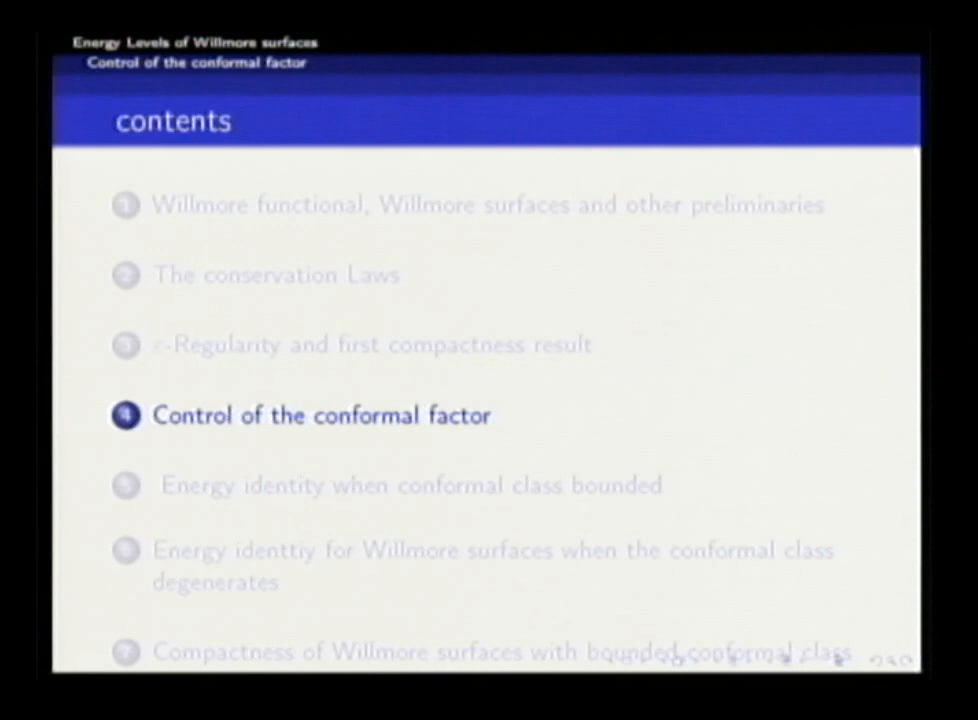 Energy Levels of Willmore surfaces
Control of the conformal factor
contents
1 Willmore functional, Willmore surfaces and other preliminaries
2 The conservation Laws
3 ε-Regularity and first compactness result
4 Control of the conformal factor
5 Energy identity when conformal class bounded
6 Energy identtiy for Willmore surfaces when the conformal class
degenerates
7 Compactness of Willmore surfaces with bounded conformal class